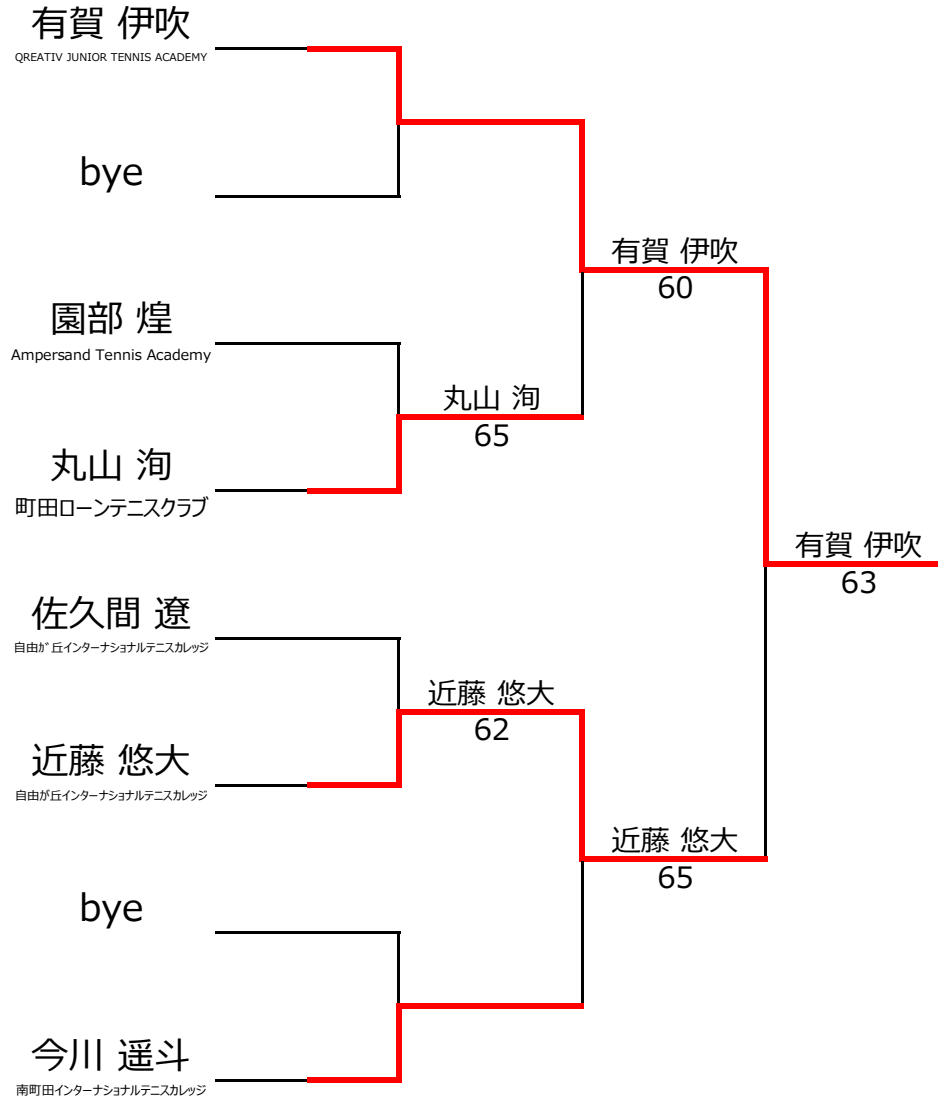 有賀 伊吹
QREATIV JUNIOR TENNIS ACADEMY
bye
園部 煌
Ampersand Tennis Academy
丸山 洵
町田ローンテニスクラブ
佐久間 遼
自由ｶﾞ丘インターナショナルテニスカレッジ
近藤 悠大
自由が丘インターナショナルテニスカレッジ
bye
今川 遥斗
南町田インターナショナルテニスカレッジ
丸山 洵
65
近藤 悠大
62
有賀 伊吹
60
近藤 悠大
65
有賀 伊吹
63